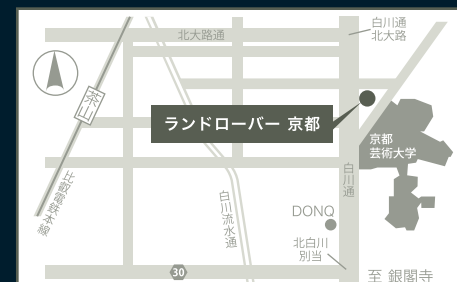 北大路通
白川通
北大路
茶山
ランドローバー 京都
京都
芸術大学
比叡電鉄本線
白川流水通
白川通
DONQ
北白川
別当
30
至 銀閣寺